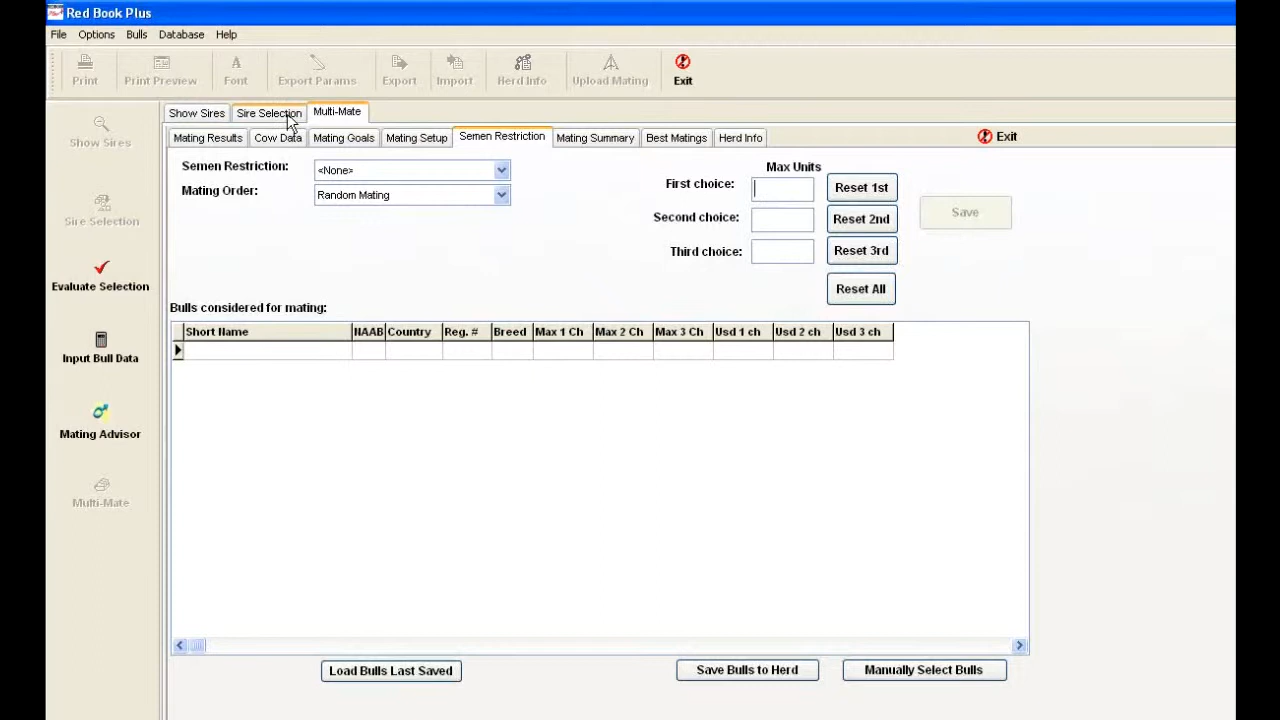 Red Book Plus
File Options Bulls Database Help
Print Print Preview Font Export Params Export Import Herd Info Upload Mating Exit
Show Sires Sire Selection Multi-Mate
Mating Results Cow Data Mating Goals Mating Setup Semen Restriction Mating Summary Best Matings Herd Info Exit
Show Sires
Sire Selection
Evaluate Selection
Input Bull Data
Mating Advisor
Multi-Mate
Semen Restriction: <None>
Mating Order: Random Mating
Max Units
First choice: Reset 1st
Second choice: Reset 2nd
Third choice: Reset 3rd
Reset All
Save
Bulls considered for mating:
Short Name NAAB Country Reg. # Breed Max 1 Ch Max 2 Ch Max 3 Ch Usd 1 ch Usd 2 ch Usd 3 ch
Load Bulls Last Saved Save Bulls to Herd Manually Select Bulls